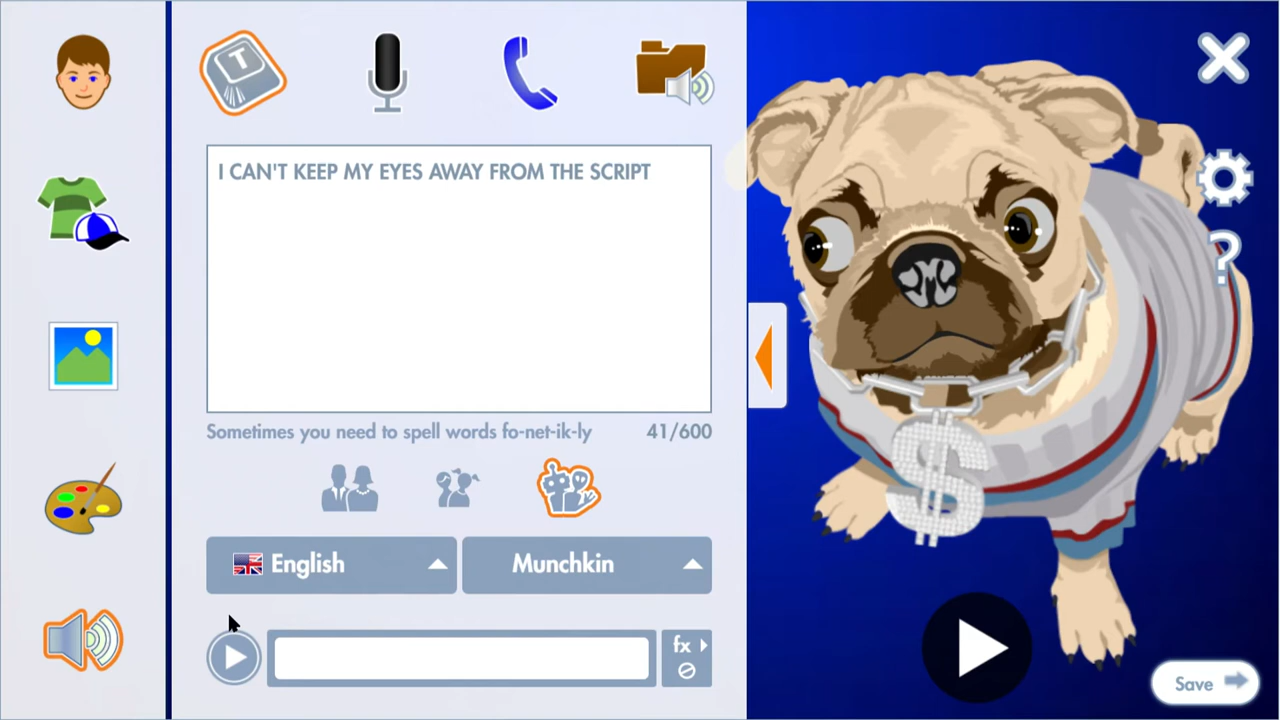 T
I CAN'T KEEP MY EYES AWAY FROM THE SCRIPT
Sometimes you need to spell words fo-net-ik-ly
41/600
English
Munchkin
fx
?
$
Save